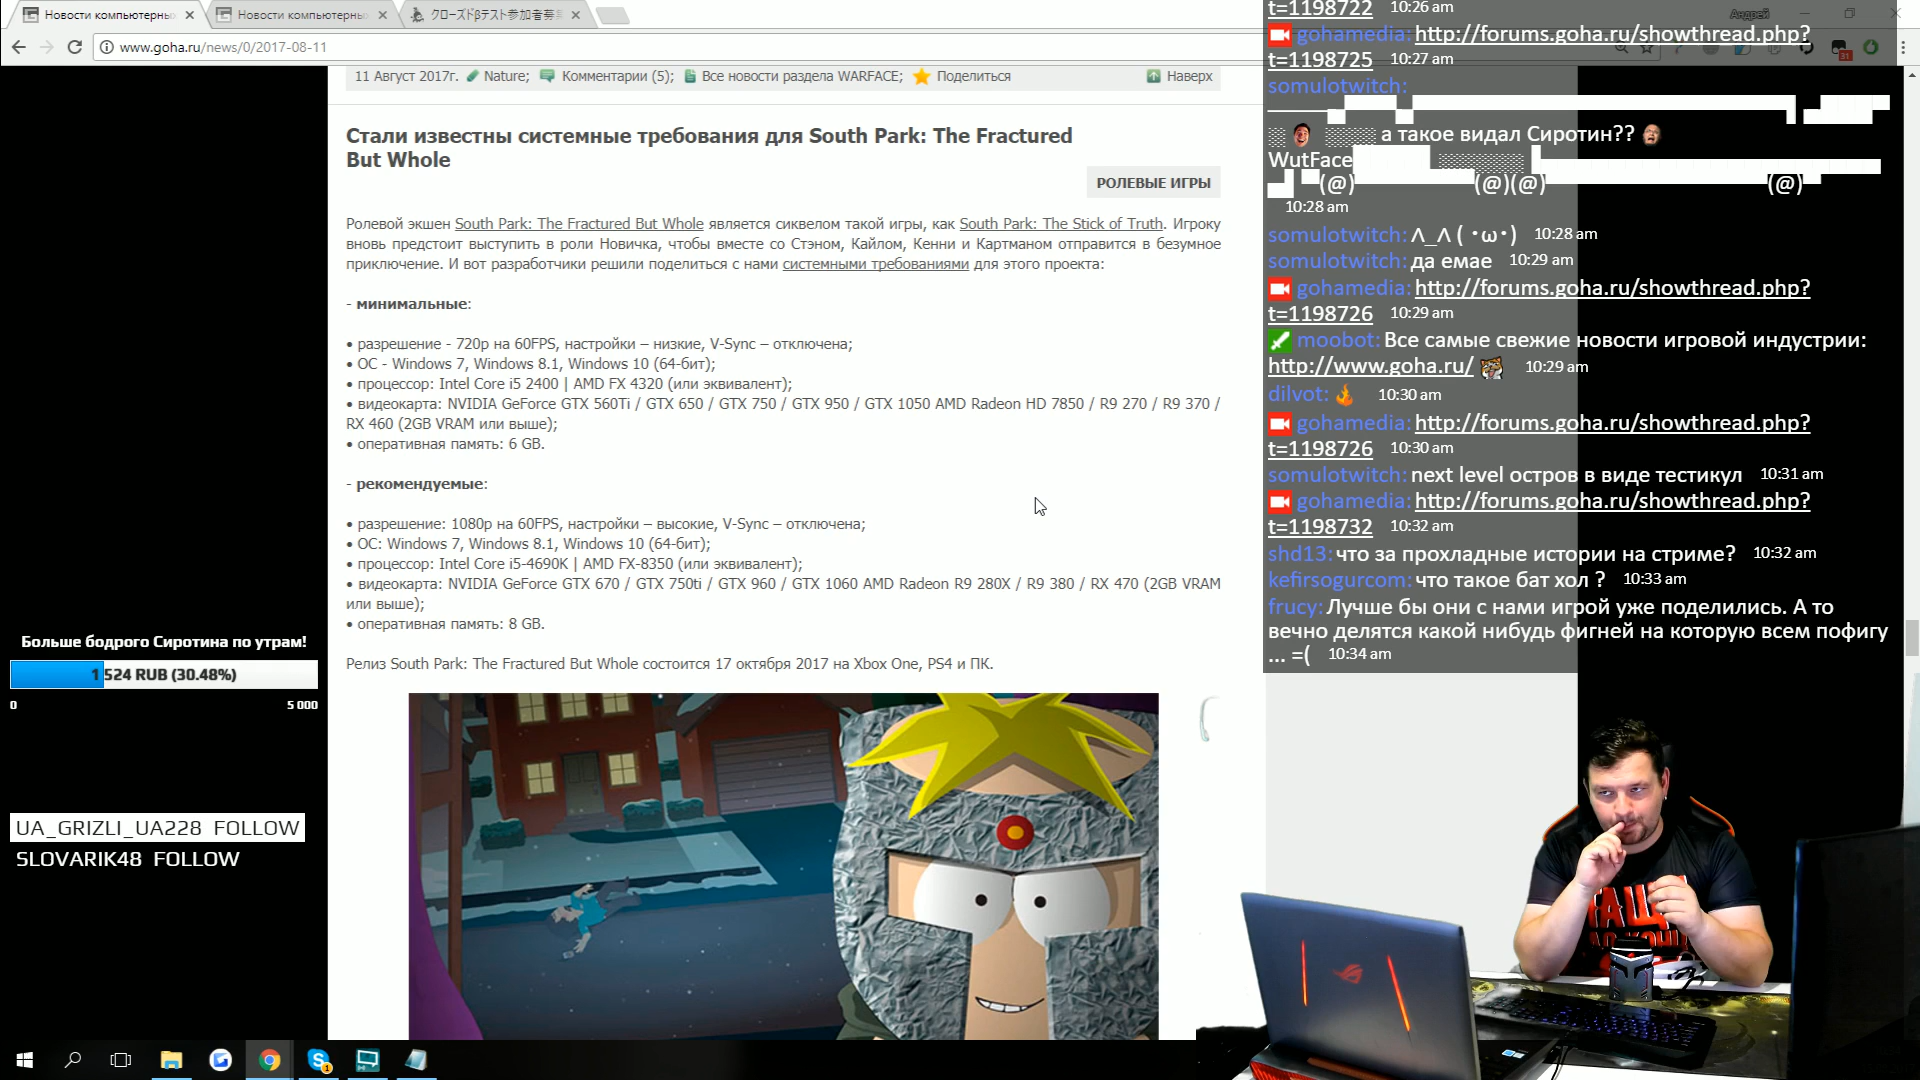 Новости компьютерны
Новости компьютерны
クローズドβテスト参加者募集
www.goha.ru/news/0/2017-08-11
11 Август 2017г. Nature; Комментарии (5); Все новости раздела WARFACE; Поделиться Наверх
Стали известны системные требования для South Park: The Fractured
But Whole
РОЛЕВЫЕ ИГРЫ
Ролевой экшен South Park: The Fractured But Whole является сиквелом такой игры, как South Park: The Stick of Truth. Игроку
вновь предстоит выступить в роли Новичка, чтобы вместе со Стэном, Кайлом, Кенни и Картманом отправится в безумное
приключение. И вот разработчики решили поделиться с нами системными требованиями для этого проекта:
- минимальные:
• разрешение - 720p на 60FPS, настройки – низкие, V-Sync – отключена;
• ОС - Windows 7, Windows 8.1, Windows 10 (64-бит);
• процессор: Intel Core i5 2400 | AMD FX 4320 (или эквивалент);
• видеокарта: NVIDIA GeForce GTX 560Ti / GTX 650 / GTX 750 / GTX 950 / GTX 1050 AMD Radeon HD 7850 / R9 270 / R9 370 /
RX 460 (2GB VRAM или выше);
• оперативная память: 6 GB.
- рекомендуемые:
• разрешение: 1080p на 60FPS, настройки – высокие, V-Sync – отключена;
• ОС: Windows 7, Windows 8.1, Windows 10 (64-бит);
• процессор: Intel Core i5-4690K | AMD FX-8350 (или эквивалент);
• видеокарта: NVIDIA GeForce GTX 670 / GTX 750ti / GTX 960 / GTX 1060 AMD Radeon R9 280X / R9 380 / RX 470 (2GB VRAM
или выше);
• оперативная память: 8 GB.
Релиз South Park: The Fractured But Whole состоится 17 октября 2017 на Xbox One, PS4 и ПК.
Больше бодрого Сиротина по утрам!
1 524 RUB (30.48%)
0 5 000
UA_GRIZLI_UA228 FOLLOW
SLOVARIK48 FOLLOW
Андрей
t=1198722 10:26 am
gohamedia: http://forums.goha.ru/showthread.php?
t=1198725 10:27 am
somulotwitch:
а такое видал Сиротин??
WutFace
(@) (@)(@) (@)
10:28 am
somulotwitch: Λ_Λ ( ･ω･) 10:28 am
somulotwitch: да емае 10:29 am
gohamedia: http://forums.goha.ru/showthread.php?
t=1198726 10:29 am
moobot: Все самые свежие новости игровой индустрии:
http://www.goha.ru/ 10:29 am
dilvot: 10:30 am
gohamedia: http://forums.goha.ru/showthread.php?
t=1198726 10:30 am
somulotwitch: next level остров в виде тестикул 10:31 am
gohamedia: http://forums.goha.ru/showthread.php?
t=1198732 10:32 am
shd13: что за прохладные истории на стриме? 10:32 am
kefirsogurcom: что такое бат хол ? 10:33 am
frucy: Лучше бы они с нами игрой уже поделились. А то
вечно делятся какой нибудь фигней на которую всем пофигу
... =( 10:34 am